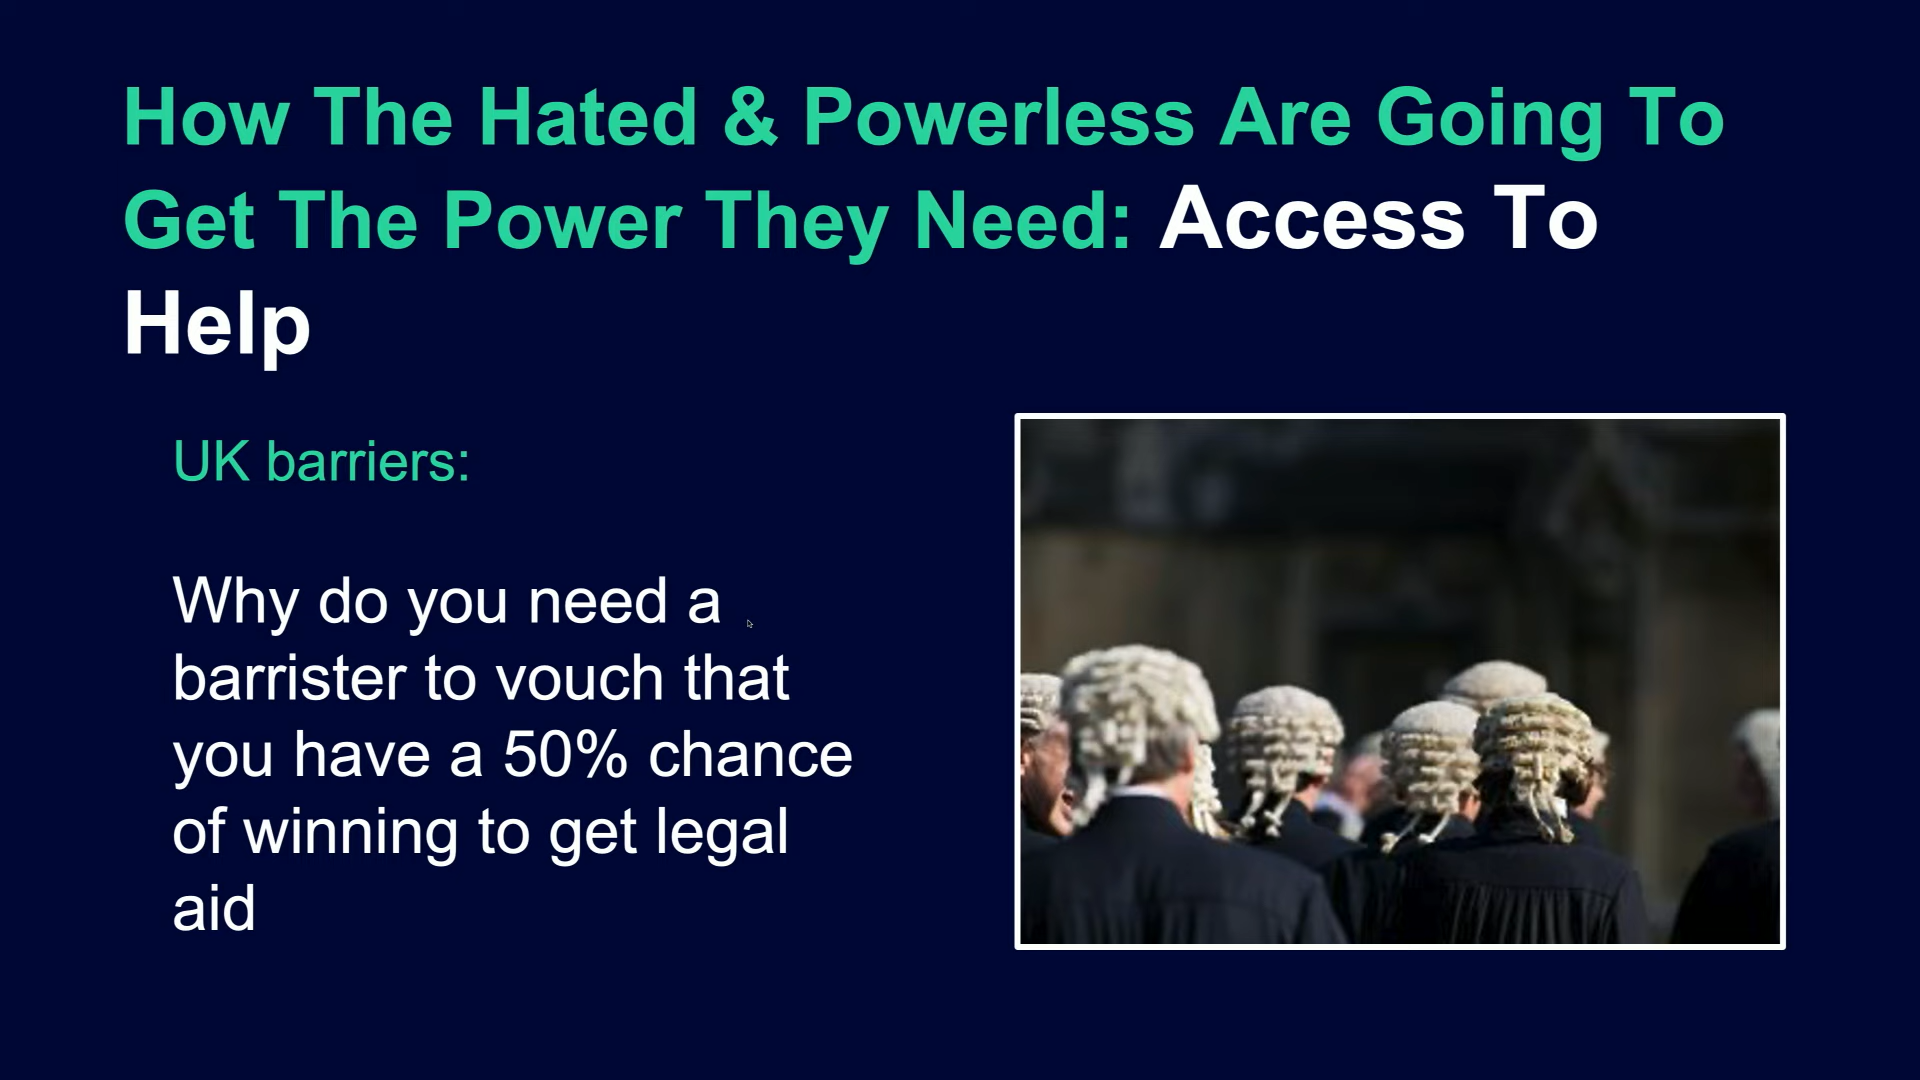 How The Hated & Powerless Are Going To
Get The Power They Need: Access To
Help
UK barriers:
Why do you need a
barrister to vouch that
you have a 50% chance
of winning to get legal
aid